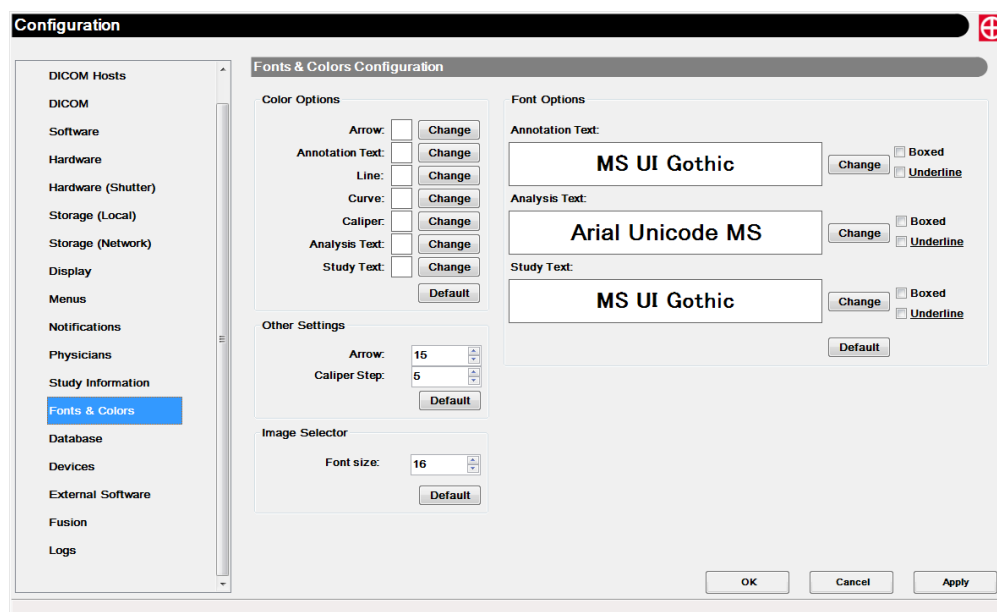 Configuration
DICOM Hosts
DICOM
Software
Hardware
Hardware (Shutter)
Storage (Local)
Storage (Network)
Display
Menus
Notifications
Physicians
Study Information
Fonts & Colors
Database
Devices
External Software
Fusion
Logs
Fonts & Colors Configuration
Color Options
Arrow: Change
Annotation Text: Change
Line: Change
Curve: Change
Caliper: Change
Analysis Text: Change
Study Text: Change
Default
Other Settings
Arrow: 15
Caliper Step: 5
Default
Image Selector
Font size: 16
Default
Font Options
Annotation Text:
MS UI Gothic Change Boxed
Underline
Analysis Text:
Arial Unicode MS Change Boxed
Underline
Study Text:
MS UI Gothic Change Boxed
Underline
Default
OK Cancel Apply